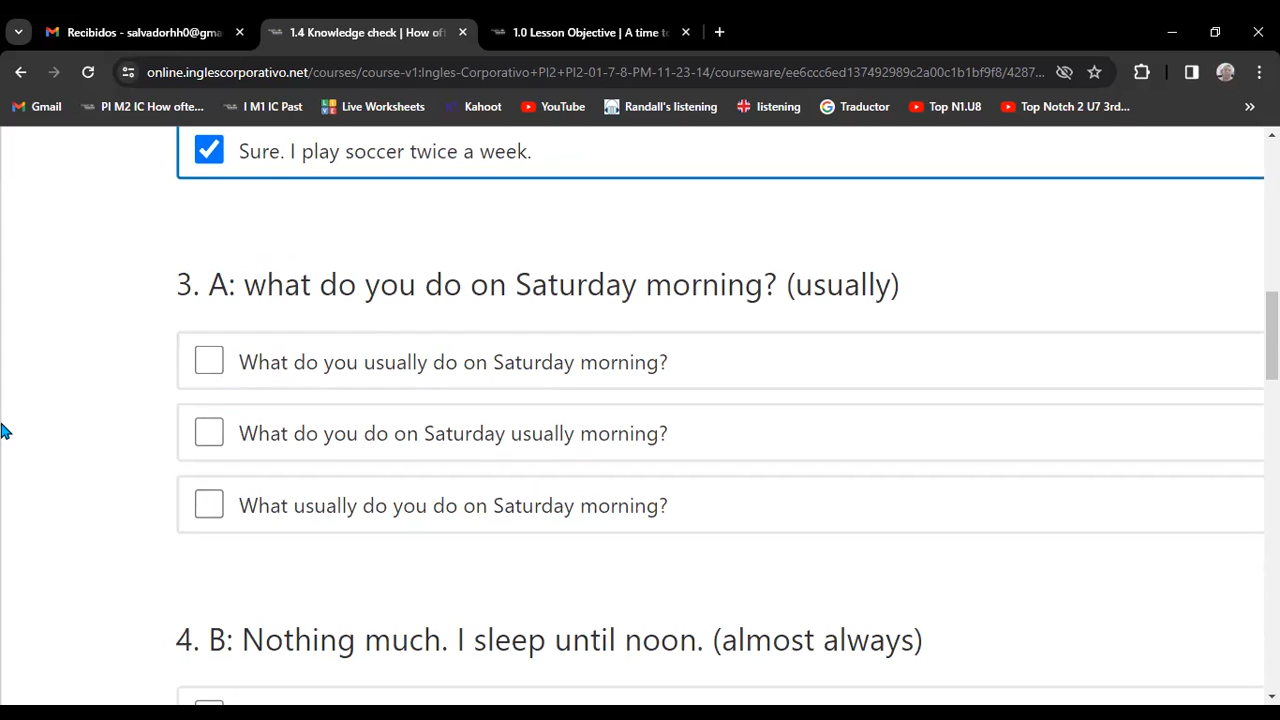 Recibidos - salvadorhh0@gma
1.4 Knowledge check | How of
1.0 Lesson Objective | A time to
online.inglescorporativo.net/courses/course-v1:Ingles-Corporativo+PI2+PI2-01-7-8-PM-11-23-14/courseware/ee6ccc6ed137492989c2a00c1b1bf9f8/4287...
Gmail
PI M2 IC How ofte...
I M1 IC Past
Live Worksheets
Kahoot
YouTube
Randall's listening
listening
Traductor
Top N1.U8
Top Notch 2 U7 3rd...
Sure. I play soccer twice a week.
3. A: what do you do on Saturday morning? (usually)
What do you usually do on Saturday morning?
What do you do on Saturday usually morning?
What usually do you do on Saturday morning?
4. B: Nothing much. I sleep until noon. (almost always)